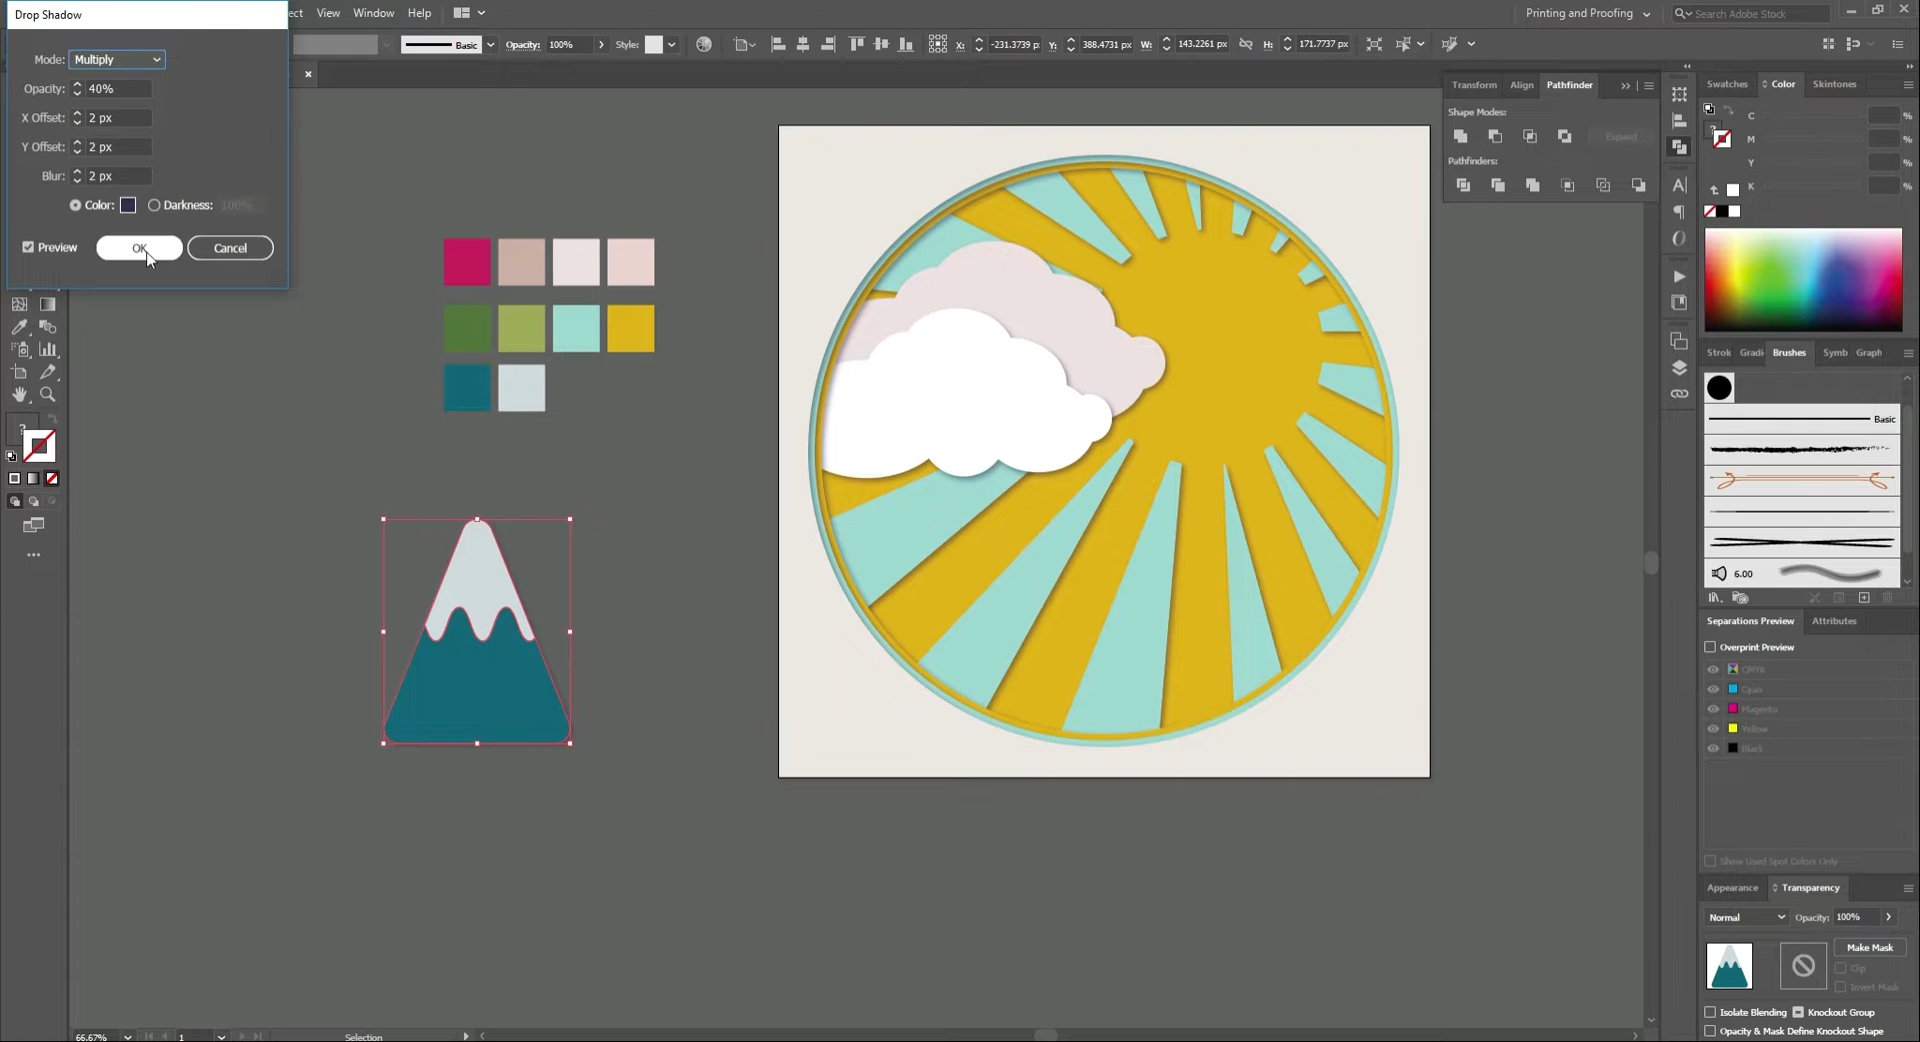 Drop Shadow
Mode: Multiply
Opacity: 40%
X Offset: 2 px
Y Offset: 2 px
Blur: 2 px
Color: Darkness: 100%
Preview OK Cancel
ect View Window Help
Printing and Proofing
Search Adobe Stock
Basic Opacity: 100% Style:
X: -231.3739 p Y: 388.4731 px W: 143.2261 px H: 171.7737 px
Transform Align Pathfinder
Shape Modes:
Expand
Pathfinders:
Swatches Color Skintones
C %
M %
Y %
K %
Strok Gradi Brushes Symb Graph
Basic
6.00
Separations Preview Attributes
Overprint Preview
CMYK
Cyan
Magenta
Yellow
Black
Show Used Spot Colors Only
Appearance Transparency
Normal Opacity: 100%
Make Mask
Clip
Invert Mask
Isolate Blending Knockout Group
Opacity & Mask Define Knockout Shape
66.67% 1 Selection